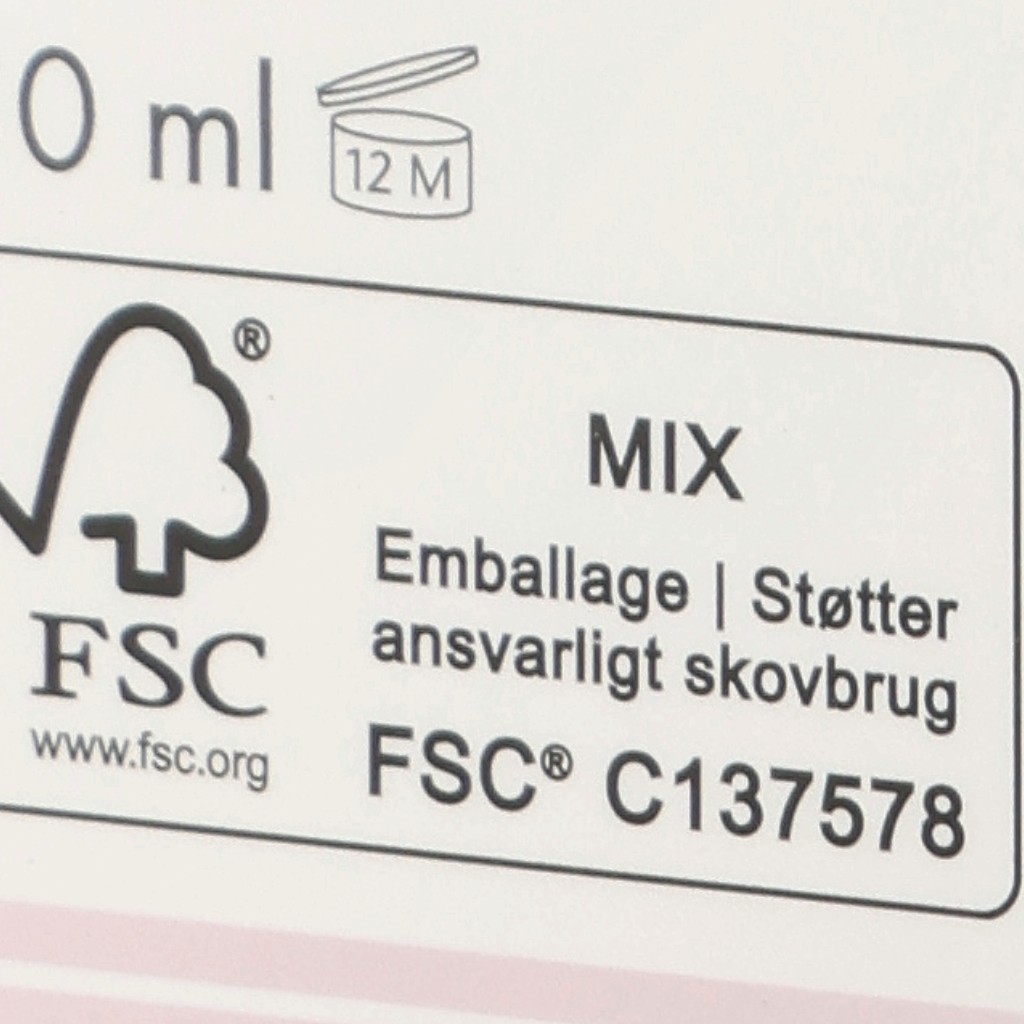 0 ml
12 M
®
MIX
Emballage | Støtter
ansvarligt skovbrug
FSC® C137578
FSC
www.fsc.org